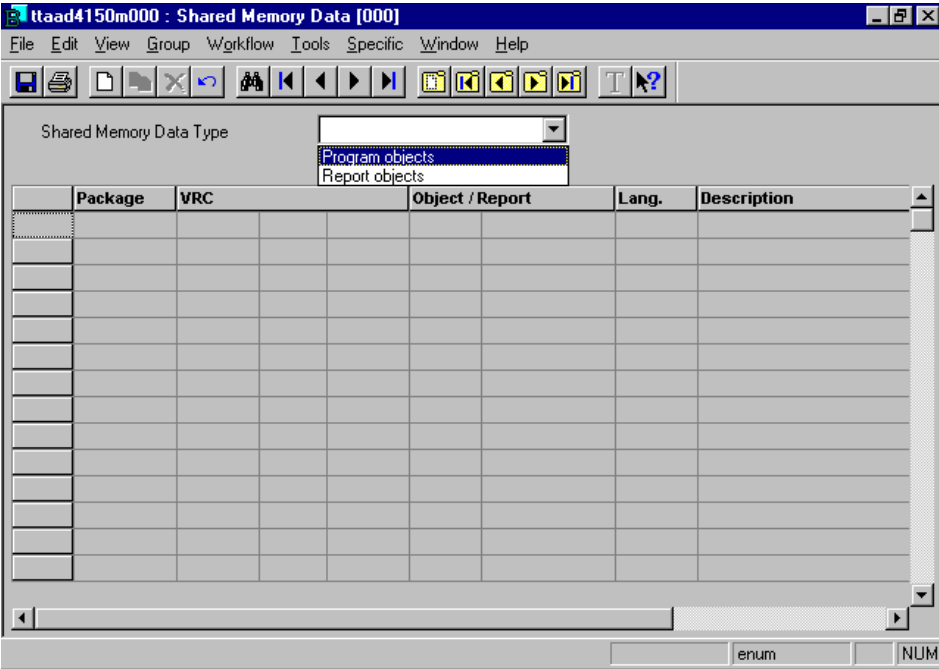 ttaad4150m000 : Shared Memory Data [000]
File Edit View Group Workflow Tools Specific Window Help
T ?
Shared Memory Data Type
Program objects
Report objects
Package VRC Object / Report Lang. Description
enum NUM